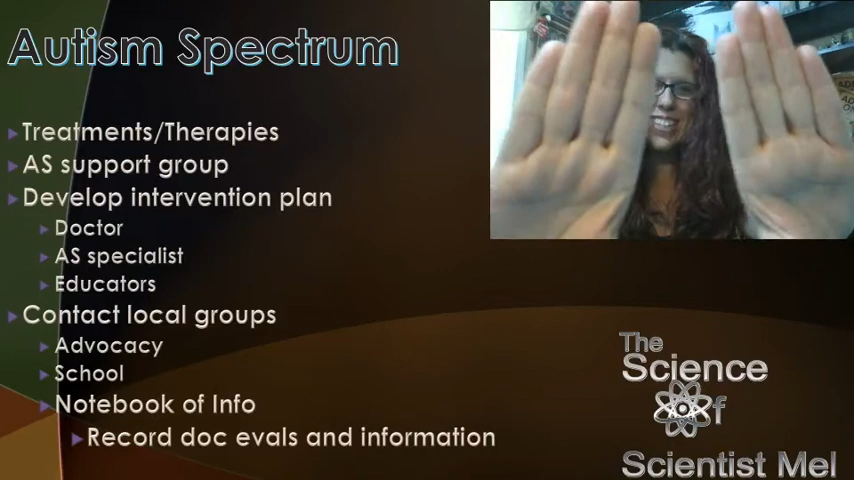 Autism Spectrum
Treatments/Therapies
AS support group
Develop intervention plan
Doctor
AS specialist
Educators
Contact local groups
Advocacy
School
Notebook of Info
Record doc evals and information
The
Science
Of
Scientist Mel